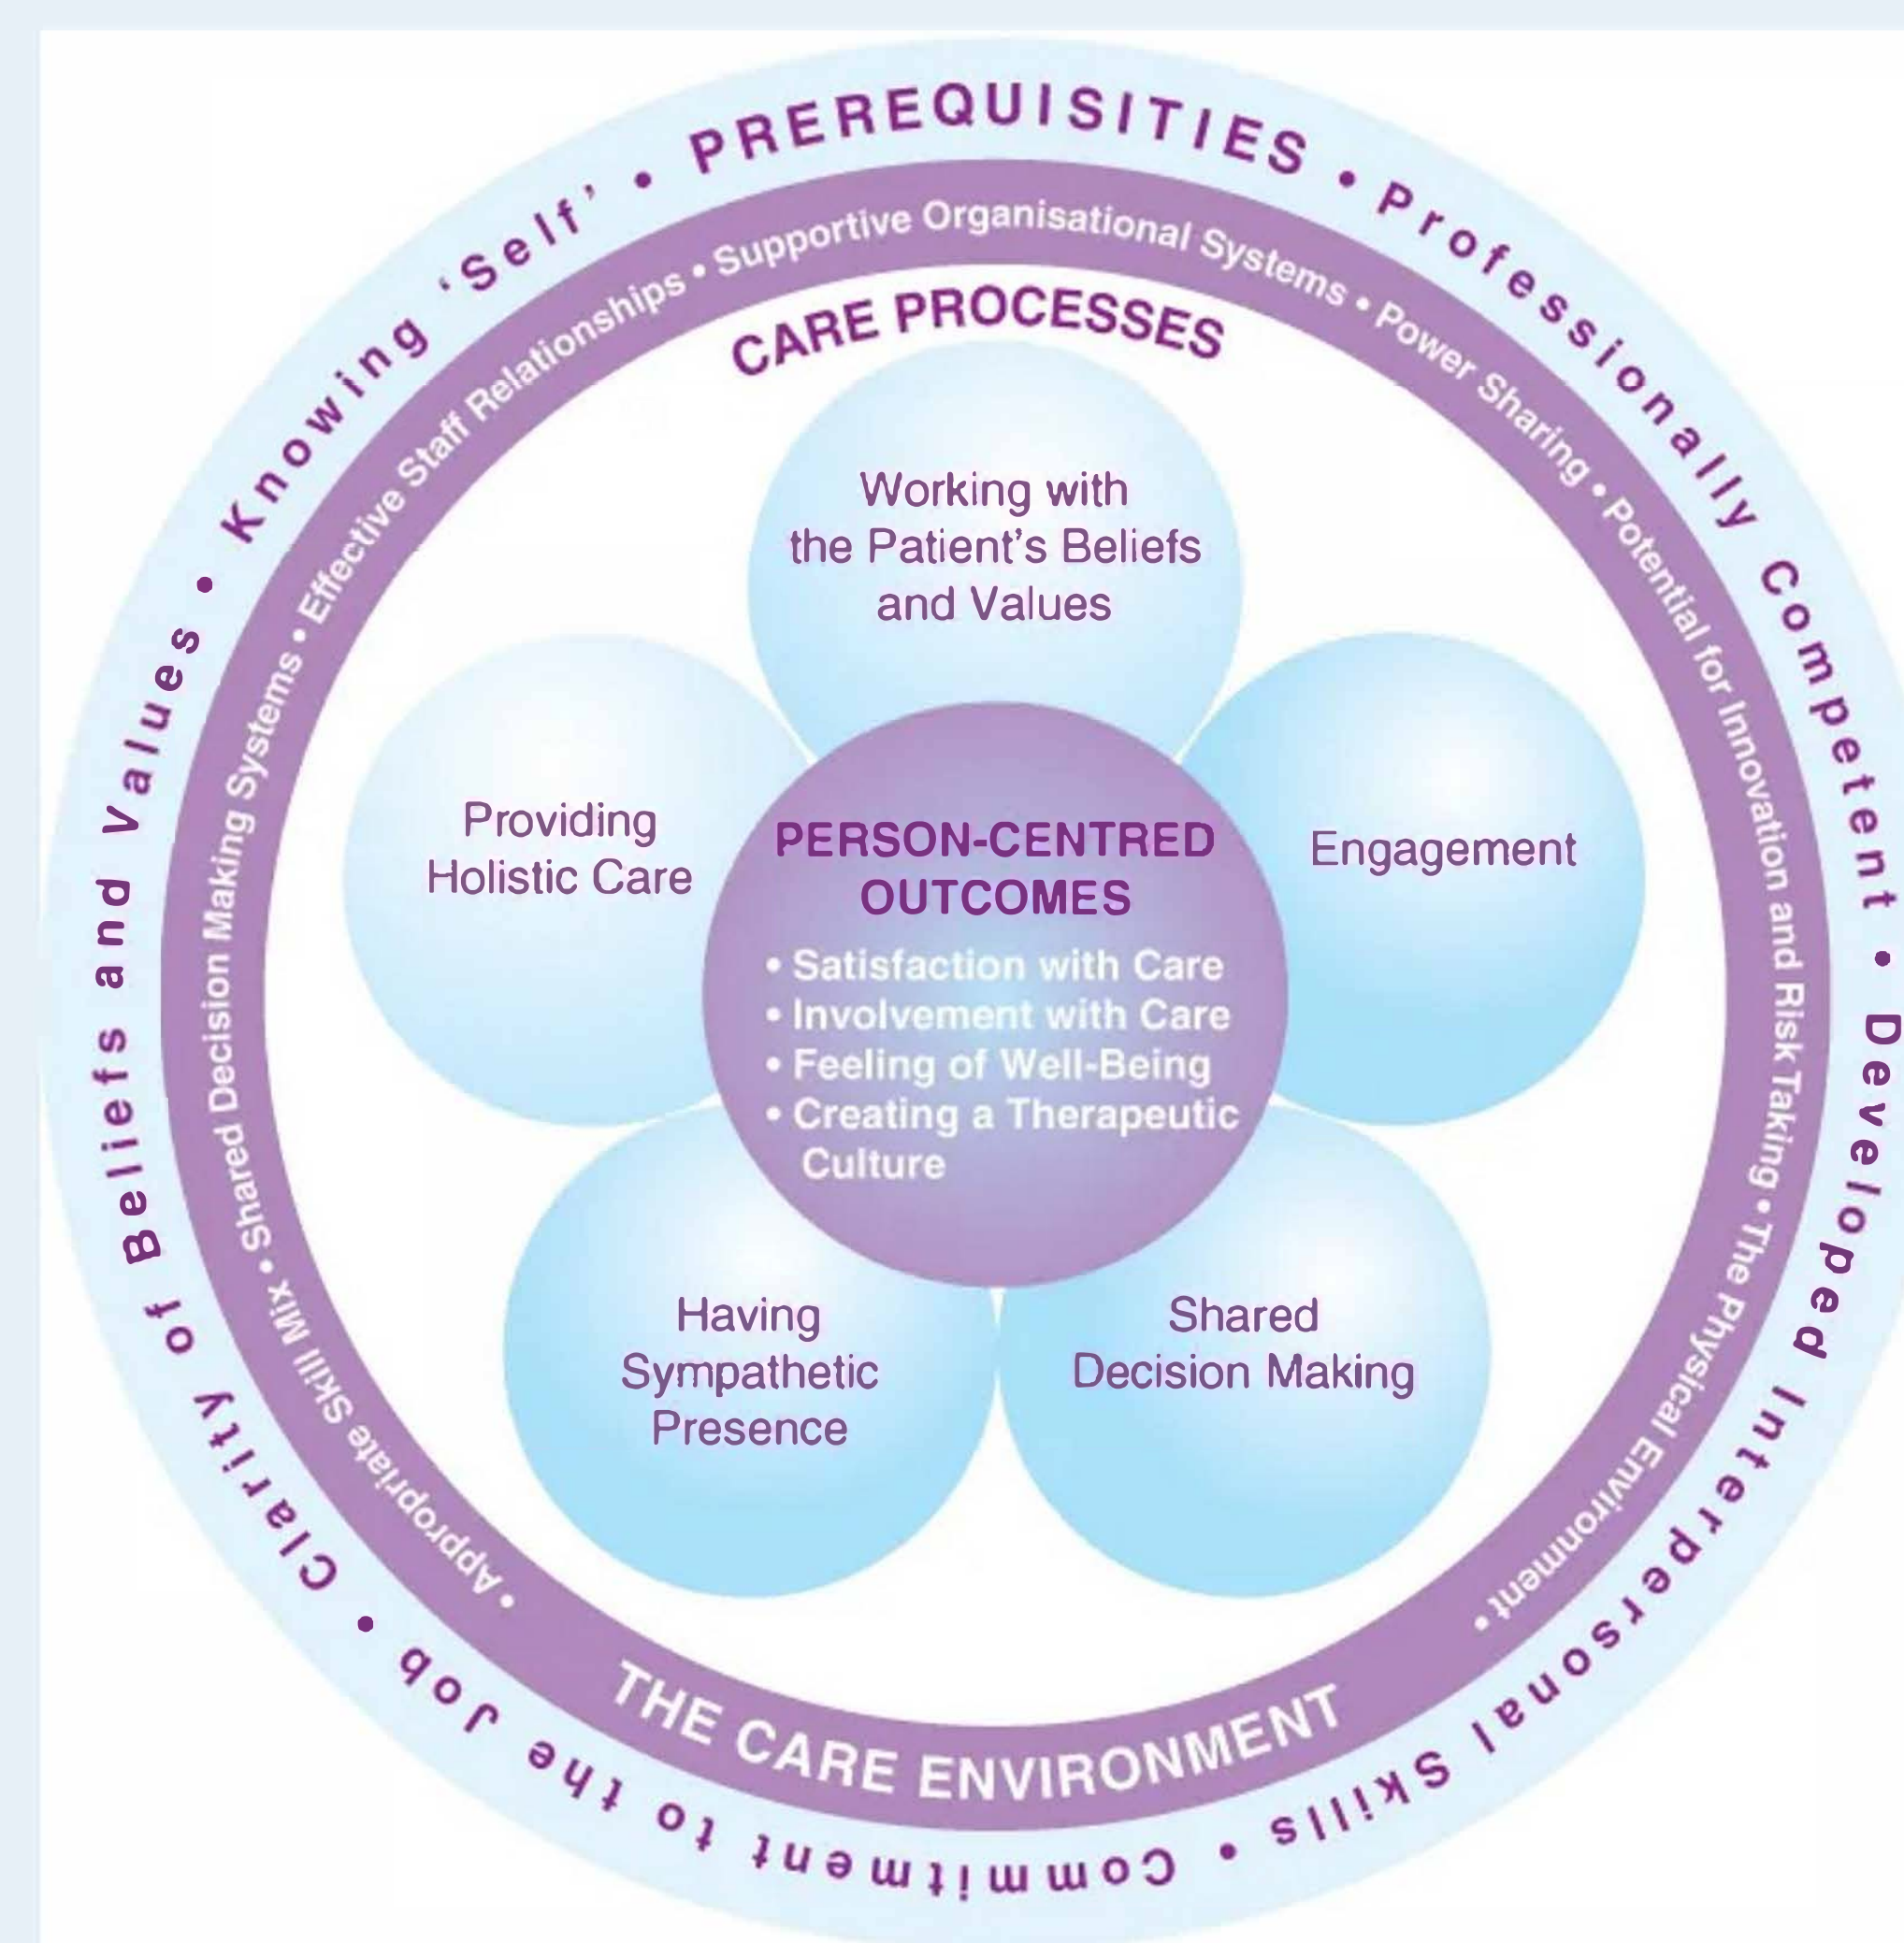 • PREREQUISITIES • Professionally Competent • Developed Interpersonal Skills • Commitment to the Job • Clarity of Beliefs and Values • Knowing ‘Self’
• Appropriate Skill Mix • Shared Decision Making Systems • Effective Staff Relationships • Supportive Organisational Systems • Power Sharing • Potential for Innovation and Risk Taking • The Physical Environment •
THE CARE ENVIRONMENT
CARE PROCESSES
Working with
the Patient's Beliefs
and Values
Providing
Holistic Care
Engagement
PERSON-CENTRED
OUTCOMES
• Satisfaction with Care
• Involvement with Care
• Feeling of Well-Being
• Creating a Therapeutic
Culture
Having
Sympathetic
Presence
Shared
Decision Making